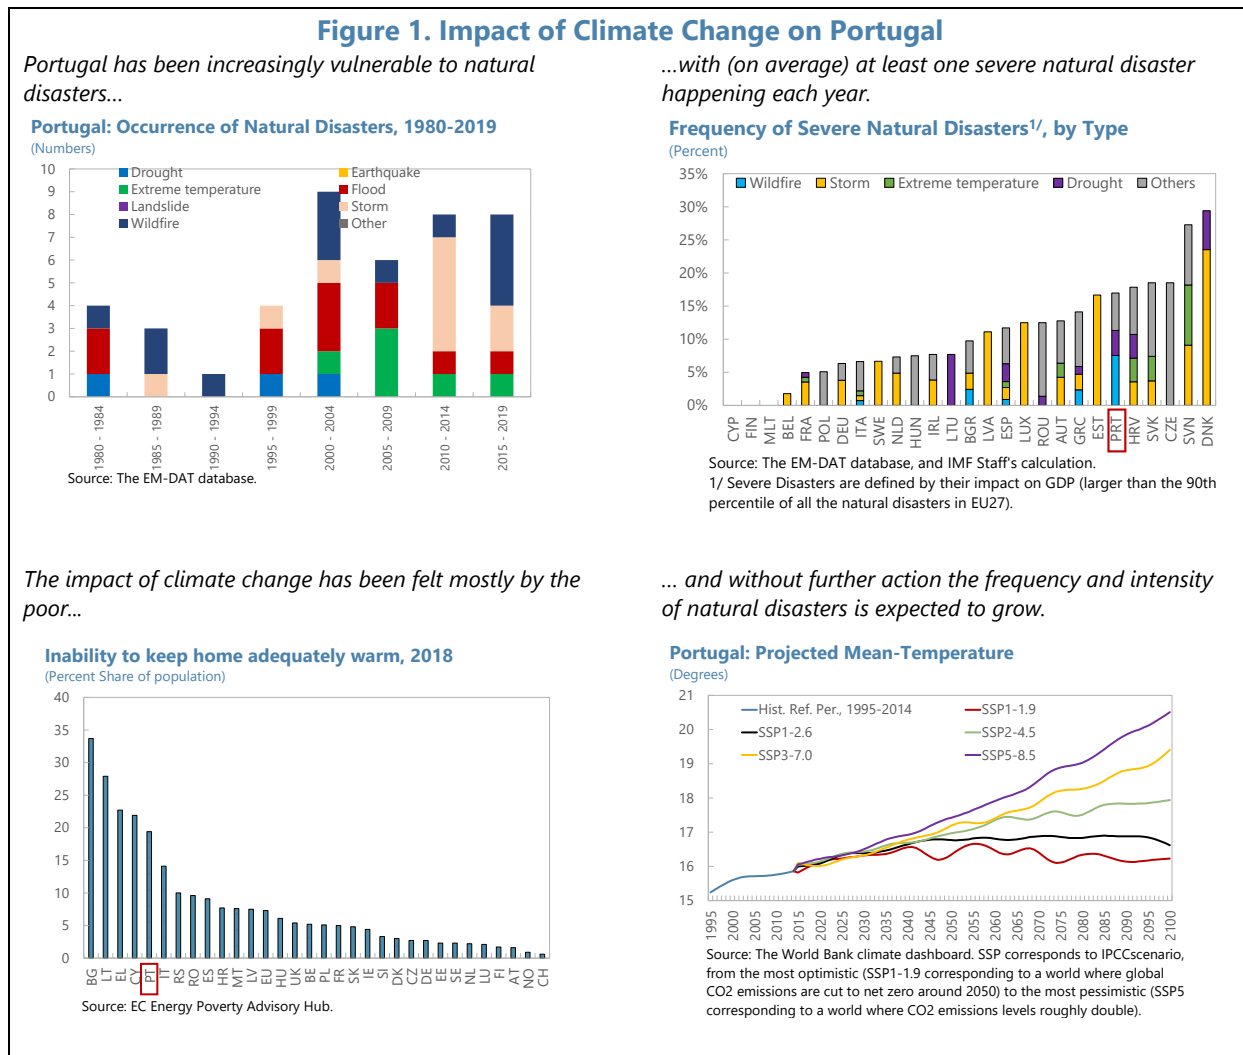 Figure 1. Impact of Climate Change on Portugal
Portugal has been increasingly vulnerable to natural
disasters...
Portugal: Occurrence of Natural Disasters, 1980-2019
(Numbers)
10
9
8
7
6
5
4
3
2
1
0
Drought
Earthquake
Extreme temperature
Flood
Landslide
Storm
Wildfire
Other
1980 - 1984
1985 - 1989
1990 - 1994
1995 - 1999
2000 - 2004
2005 - 2009
2010 - 2014
2015 - 2019
Source: The EM-DAT database.
...with (on average) at least one severe natural disaster
happening each year.
Frequency of Severe Natural Disasters1/, by Type
(Percent)
35%
30%
25%
20%
15%
10%
5%
0%
Wildfire
Storm
Extreme temperature
Drought
Others
CYP
FIN
MLT
BEL
FRA
POL
DEU
ITA
SWE
NLD
HUN
IRL
LTU
BGR
LVA
ESP
LUX
ROU
AUT
GRC
EST
PRT
HRV
SVK
CZE
SVN
DNK
Source: The EM-DAT database, and IMF Staff's calculation.
1/ Severe Disasters are defined by their impact on GDP (larger than the 90th
percentile of all the natural disasters in EU27).
The impact of climate change has been felt mostly by the
poor...
Inability to keep home adequately warm, 2018
(Percent Share of population)
40
35
30
25
20
15
10
5
0
BG
LT
EL
CY
PT
IT
RS
RO
ES
HR
MT
LV
EU
HU
UK
BE
PL
FR
SK
IE
SI
DK
CZ
DE
EE
SE
NL
LU
FI
AT
NO
CH
Source: EC Energy Poverty Advisory Hub.
... and without further action the frequency and intensity
of natural disasters is expected to grow.
Portugal: Projected Mean-Temperature
(Degrees)
21
20
19
18
17
16
15
Hist. Ref. Per., 1995-2014
SSP1-1.9
SSP1-2.6
SSP2-4.5
SSP3-7.0
SSP5-8.5
1995
2000
2005
2010
2015
2020
2025
2030
2035
2040
2045
2050
2055
2060
2065
2070
2075
2080
2085
2090
2095
2100
Source: The World Bank climate dashboard. SSP corresponds to IPCCscenario,
from the most optimistic (SSP1-1.9 corresponding to a world where global
CO2 emissions are cut to net zero around 2050) to the most pessimistic (SSP5
corresponding to a world where CO2 emissions levels roughly double).